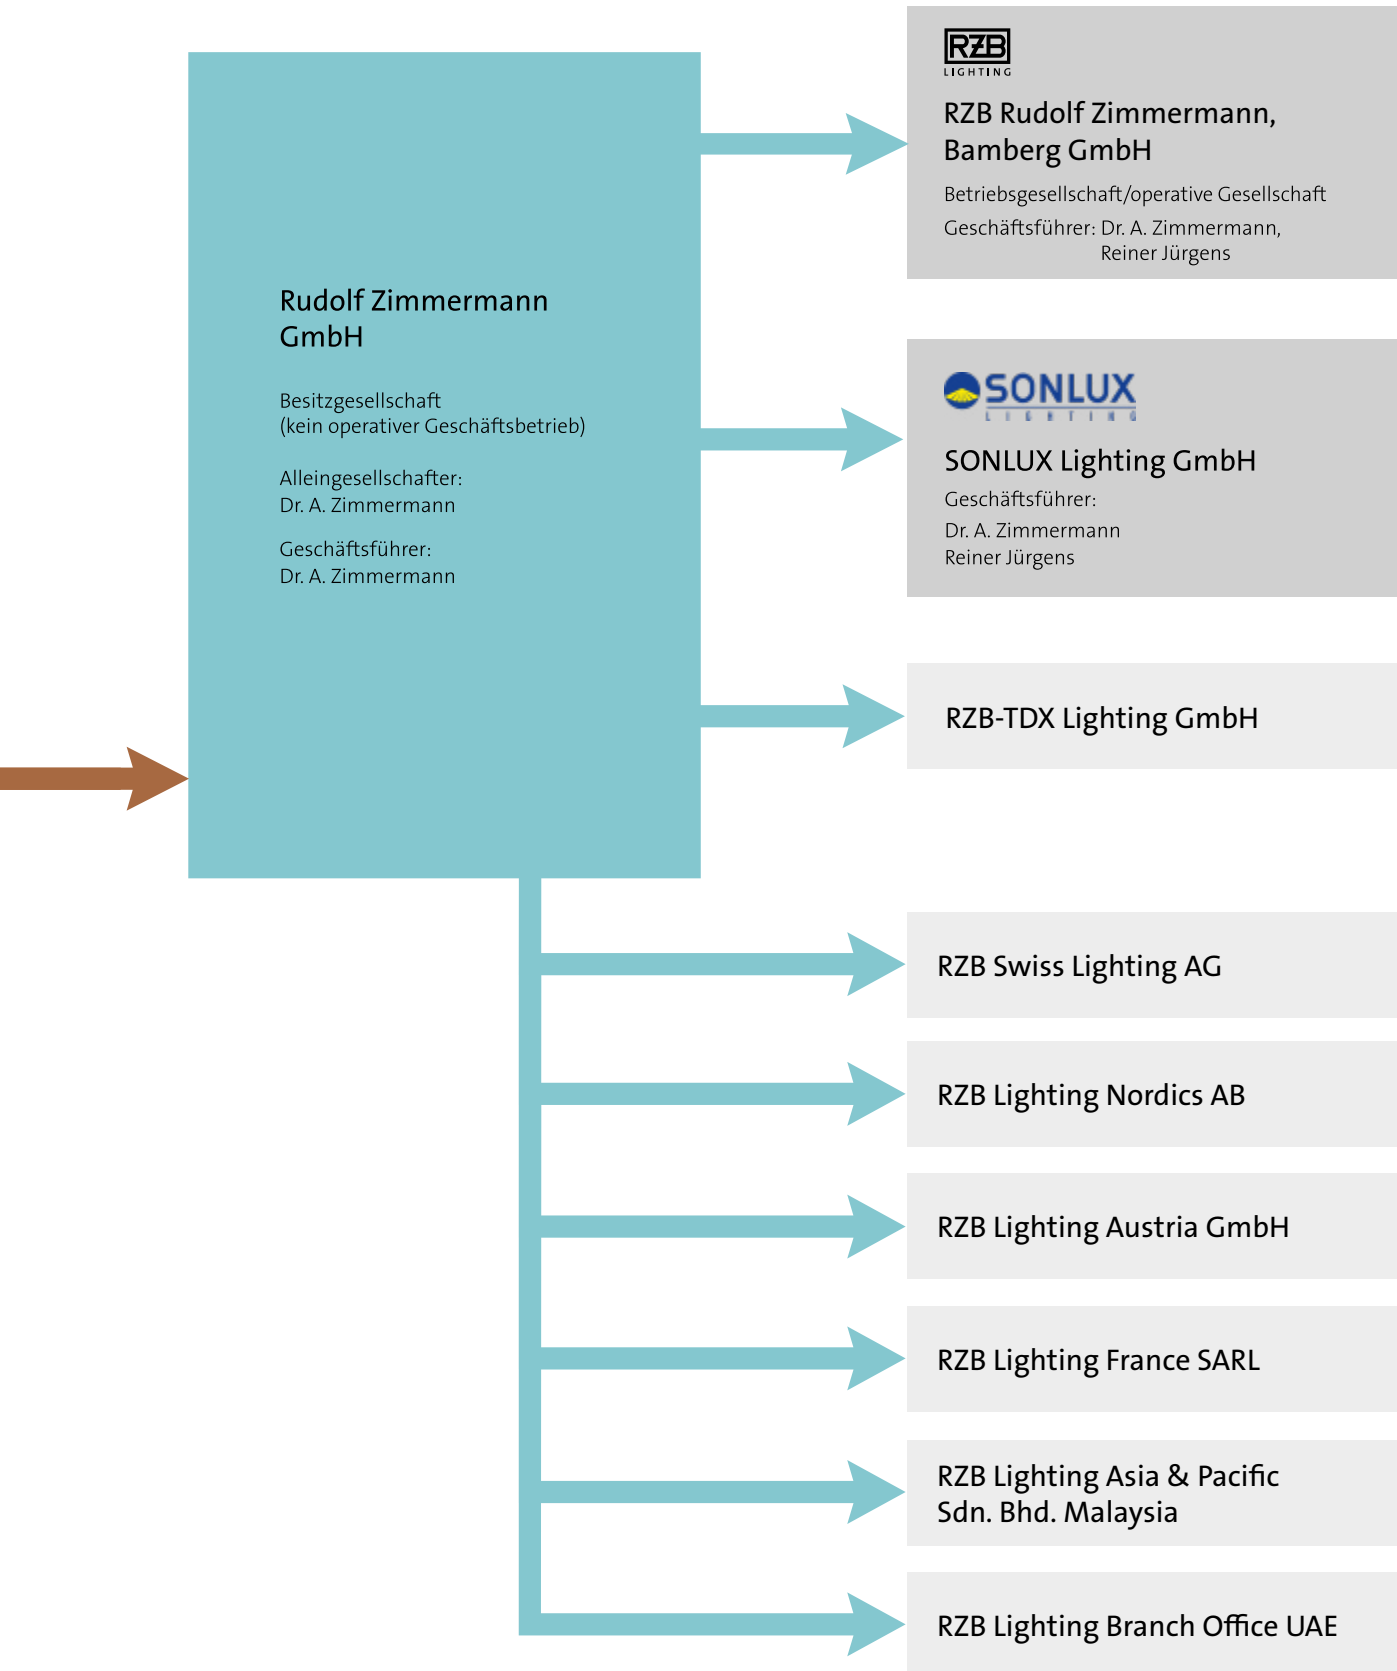 Rudolf Zimmermann
GmbH
Besitzgesellschaft
(kein operativer Geschäftsbetrieb)
Alleingesellschafter:
Dr. A. Zimmermann
Geschäftsführer:
Dr. A. Zimmermann
RZB
LIGHTING
RZB Rudolf Zimmermann,
Bamberg GmbH
Betriebsgesellschaft/operative Gesellschaft
Geschäftsführer: Dr. A. Zimmermann,
Reiner Jürgens
SONLUX
LIGHTING
SONLUX Lighting GmbH
Geschäftsführer:
Dr. A. Zimmermann
Reiner Jürgens
RZB-TDX Lighting GmbH
RZB Swiss Lighting AG
RZB Lighting Nordics AB
RZB Lighting Austria GmbH
RZB Lighting France SARL
RZB Lighting Asia & Pacific
Sdn. Bhd. Malaysia
RZB Lighting Branch Office UAE